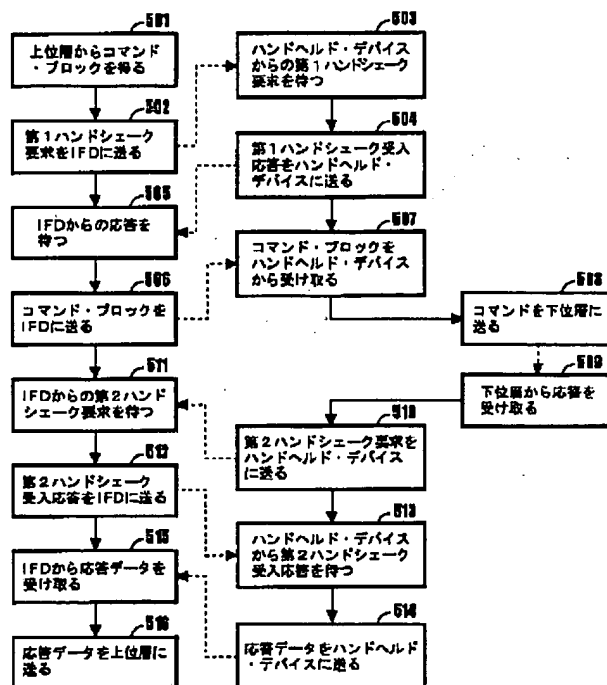 501
上位層からコマンド
・ブロックを得る
502
第1ハンドシェーク
要求をIFDに送る
503
ハンドヘルド・デバイス
からの第1ハンドシェーク
要求を待つ
504
第1ハンドシェーク受入
応答をハンドヘルド・
デバイスに送る
505
IFDからの応答を
待つ
506
コマンド・ブロックを
IFDに送る
507
コマンド・ブロックを
ハンドヘルド・デバイス
から受け取る
508
コマンドを下位層に
送る
509
下位層から応答を
受け取る
510
第2ハンドシェーク要求を
ハンドヘルド・デバイス
に送る
511
IFDからの第2ハンド
シェーク要求を待つ
512
第2ハンドシェーク
受入応答をIFDに送る
513
ハンドヘルド・デバイス
から第2ハンドシェーク
受入応答を待つ
514
応答データをハンドヘルド
・デバイスに送る
515
IFDから応答データを
受け取る
516
応答データを上位層に
送る